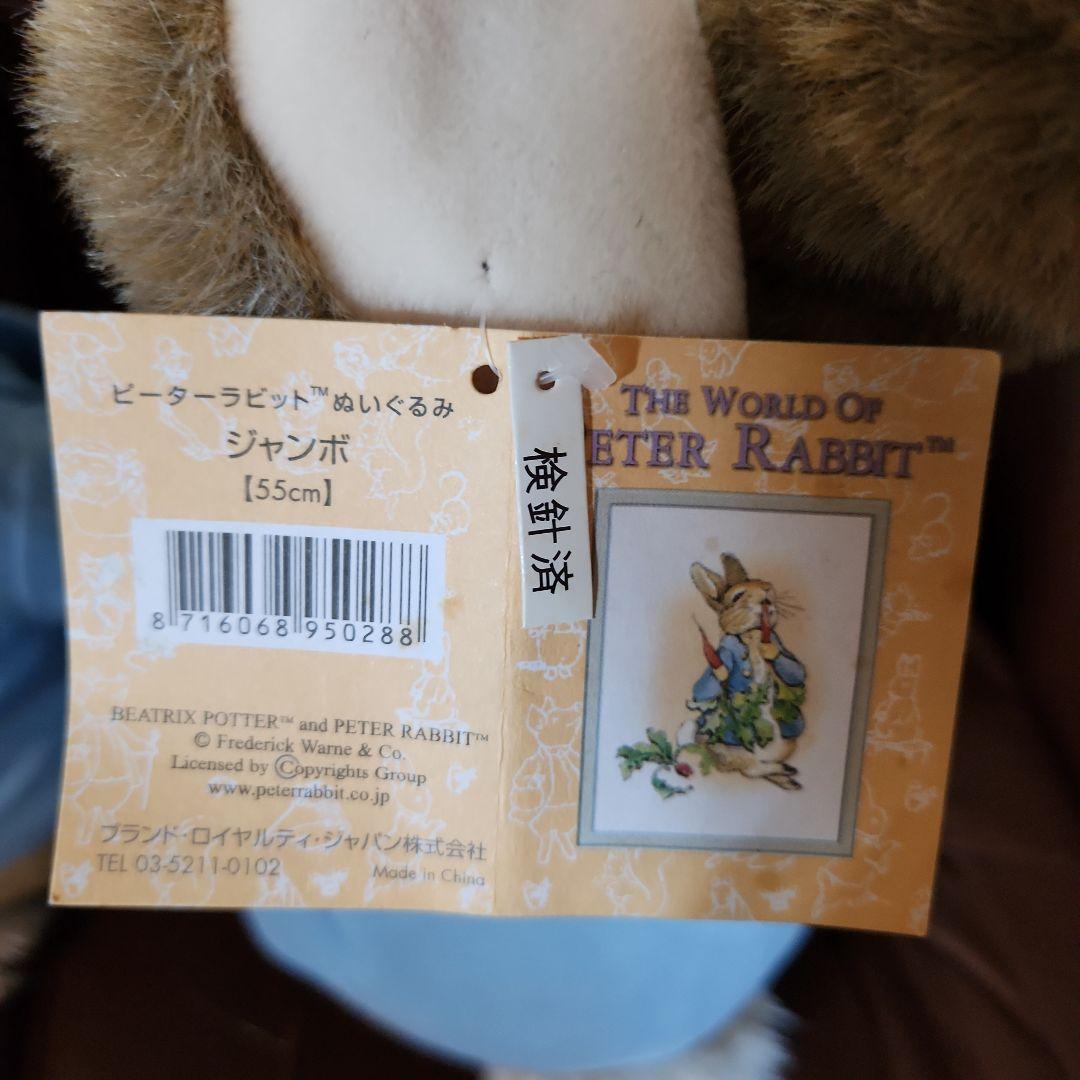 ピーターラビット™ぬいぐるみ
ジャンボ
【55cm】
8 716068 950288
BEATRIX POTTER™ and PETER RABBIT™
© Frederick Warne & Co.
Licensed by ©opyrights Group
www.peterrabbit.co.jp
ブランド・ロイヤルティ・ジャパン株式会社
TEL 03-5211-0102
Made in China
検針済
THE WORLD OF
ETER RABBIT™